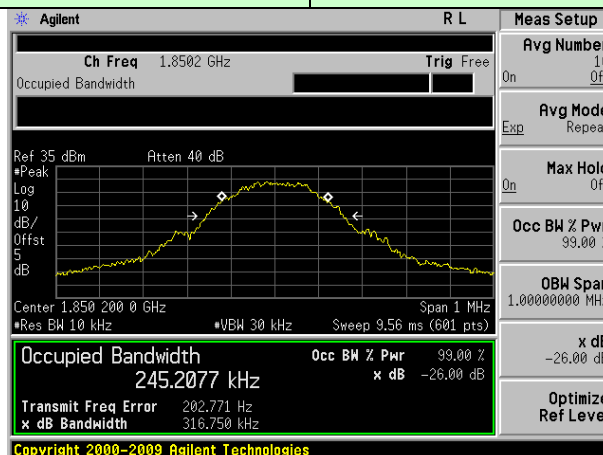 Agilent R L Meas Setup
Ch Freq 1.8502 GHz Trig Free
Occupied Bandwidth
Avg Number
On
Avg Mode
Exp
Max Hold
On
Occ BW % Pwr
99.00
OBW Span
1.00000000
x dB
-26.00
Optimize
Ref Level
Ref 35 dBm Atten 40 dB
#Peak
Log
10
dB/
Offst
5
dB
Center 1.850 200 0 GHz Span 1 MHz
#Res BW 10 kHz #VBW 30 kHz Sweep 9.56 ms (601 pts)
Occupied Bandwidth Occ BW % Pwr 99.00 %
245.2077 kHz x dB -26.00 dB
Transmit Freq Error 202.771 Hz
x dB Bandwidth 316.750 kHz
Copyright 2000-2009 Agilent Technologies